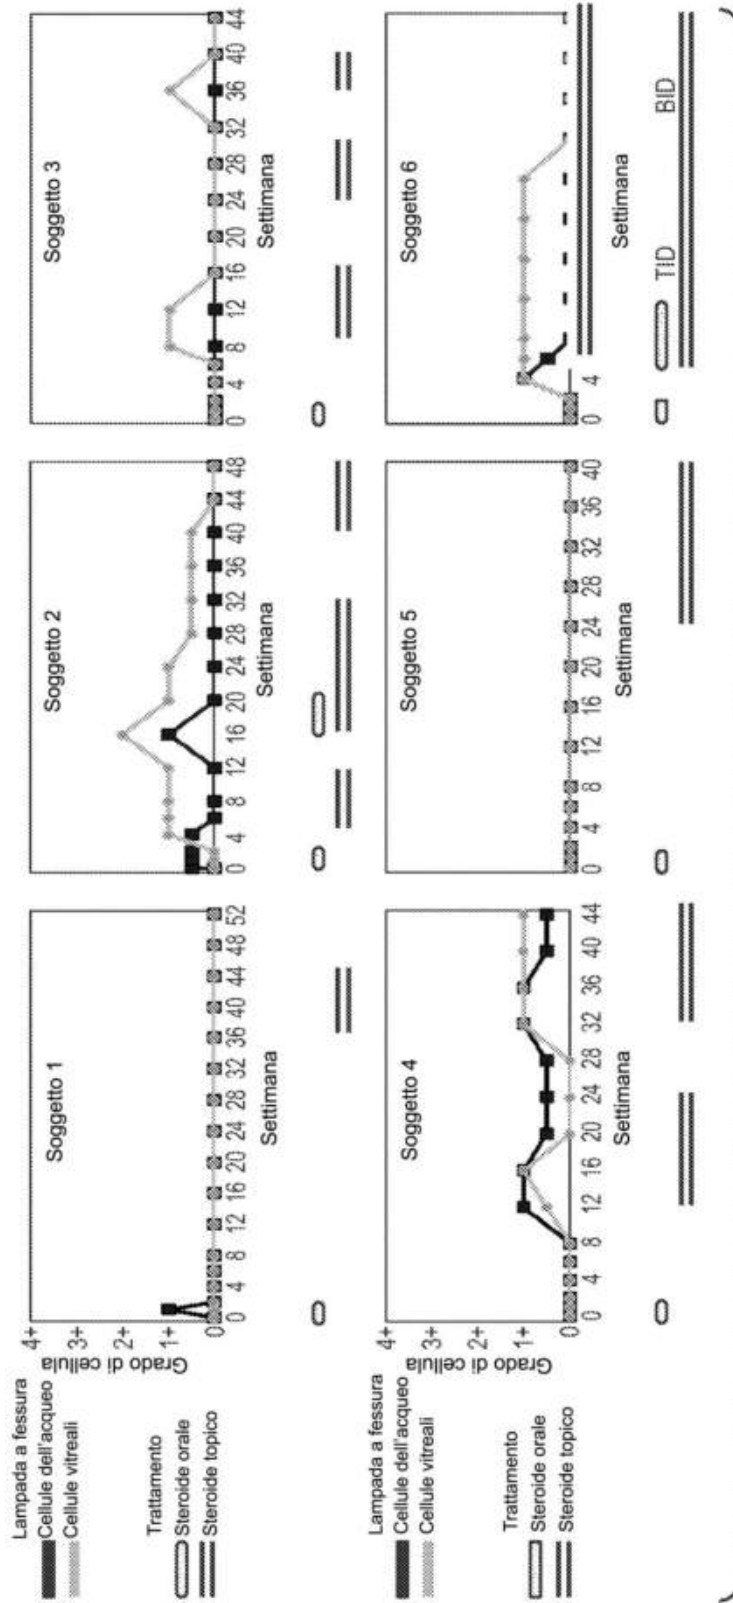 Lampada a fessura
Cellule dell'acqueo
Cellule vitreali
Trattamento
Steroide orale
Steroide topico
Grado di cellula
4+
3+
2+
1+
0
Soggetto 1
0 4 8 12 16 20 24 28 32 36 40 44 48 52
Settimana
Soggetto 2
0 4 8 12 16 20 24 28 32 36 40 44 48
Settimana
Soggetto 3
0 4 8 12 16 20 24 28 32 36 40 44
Settimana
Lampada a fessura
Cellule dell'acqueo
Cellule vitreali
Trattamento
Steroide orale
Steroide topico
Grado di cellula
4+
3+
2+
1+
0
Soggetto 4
0 4 8 12 16 20 24 28 32 36 40 44
Settimana
Soggetto 5
0 4 8 12 16 20 24 28 32 36 40
Settimana
Soggetto 6
0 4
Settimana
TID BID